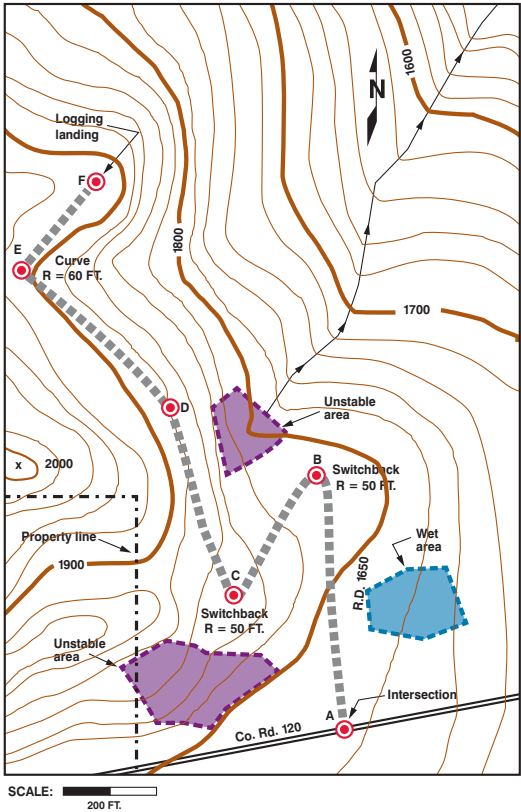 1600
N
Logging
landing
F
E
Curve
R = 60 FT.
1800
1700
D
Unstable
area
B
Switchback
R = 50 FT.
x 2000
Property line
Wet
area
1900
R.D. 1650
C
Switchback
R = 50 FT.
Unstable
area
Intersection
A
Co. Rd. 120
SCALE:
200 FT.